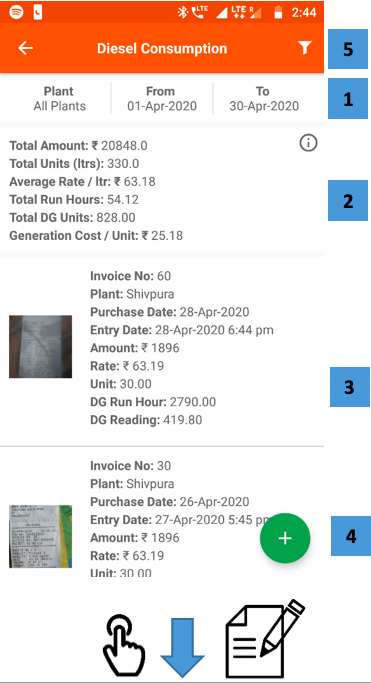 LTE LTE R 2:44
Diesel Consumption 5
Plant From To
All Plants 01-Apr-2020 30-Apr-2020 1
Total Amount: ₹ 20848.0
Total Units (ltrs): 330.0
Average Rate / ltr: ₹ 63.18
Total Run Hours: 54.12
Total DG Units: 828.00
Generation Cost / Unit: ₹ 25.18
2
Invoice No: 60
Plant: Shivpura
Purchase Date: 28-Apr-2020
Entry Date: 28-Apr-2020 6:44 pm
Amount: ₹ 1896
Rate: ₹ 63.19
Unit: 30.00
DG Run Hour: 2790.00
DG Reading: 419.80
3
Invoice No: 30
Plant: Shivpura
Purchase Date: 26-Apr-2020
Entry Date: 27-Apr-2020 5:45 pm
Amount: ₹ 1896
Rate: ₹ 63.19
Unit: 30.00
4